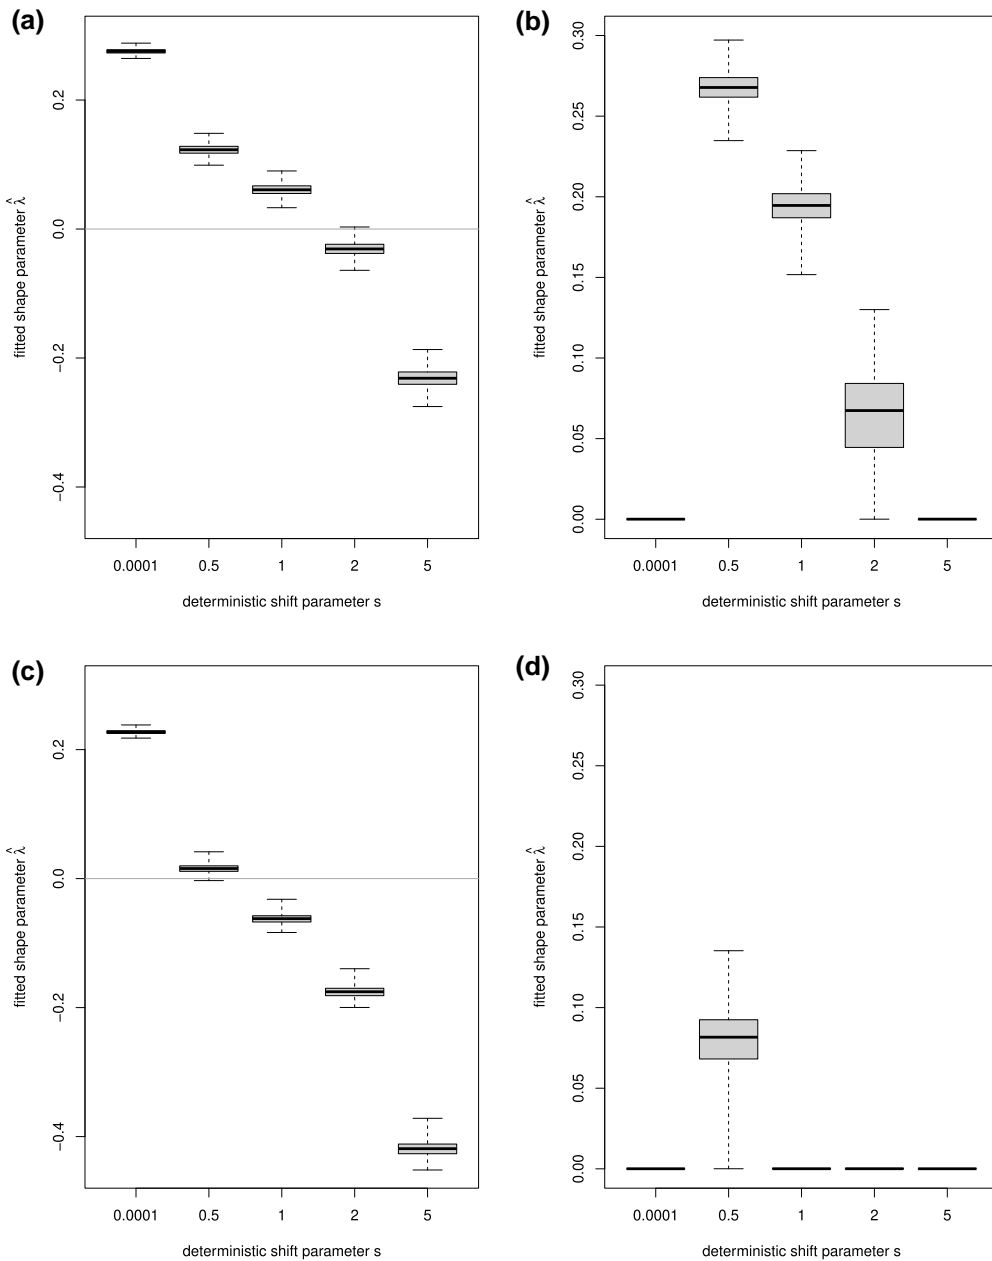 (a)
fitted shape parameter λ̂
0.2
0.0
−0.2
−0.4
0.0001 0.5 1 2 5
deterministic shift parameter s
(b)
fitted shape parameter λ̂
0.30
0.25
0.20
0.15
0.10
0.05
0.00
0.0001 0.5 1 2 5
deterministic shift parameter s
(c)
fitted shape parameter λ̂
0.2
0.0
−0.2
−0.4
0.0001 0.5 1 2 5
deterministic shift parameter s
(d)
fitted shape parameter λ̂
0.30
0.25
0.20
0.15
0.10
0.05
0.00
0.0001 0.5 1 2 5
deterministic shift parameter s